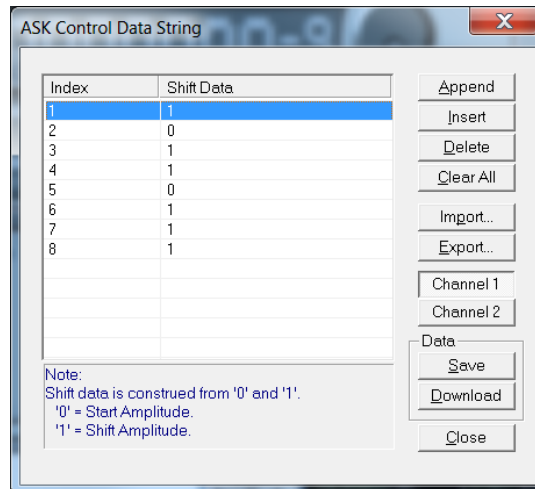 ASK Control Data String
X
Index Shift Data
1 1
2 0
3 1
4 1
5 0
6 1
7 1
8 1
Append
Insert
Delete
Clear All
Import...
Export...
Channel 1
Channel 2
Data
Save
Download
Close
Note:
Shift data is construed from '0' and '1'.
'0' = Start Amplitude.
'1' = Shift Amplitude.